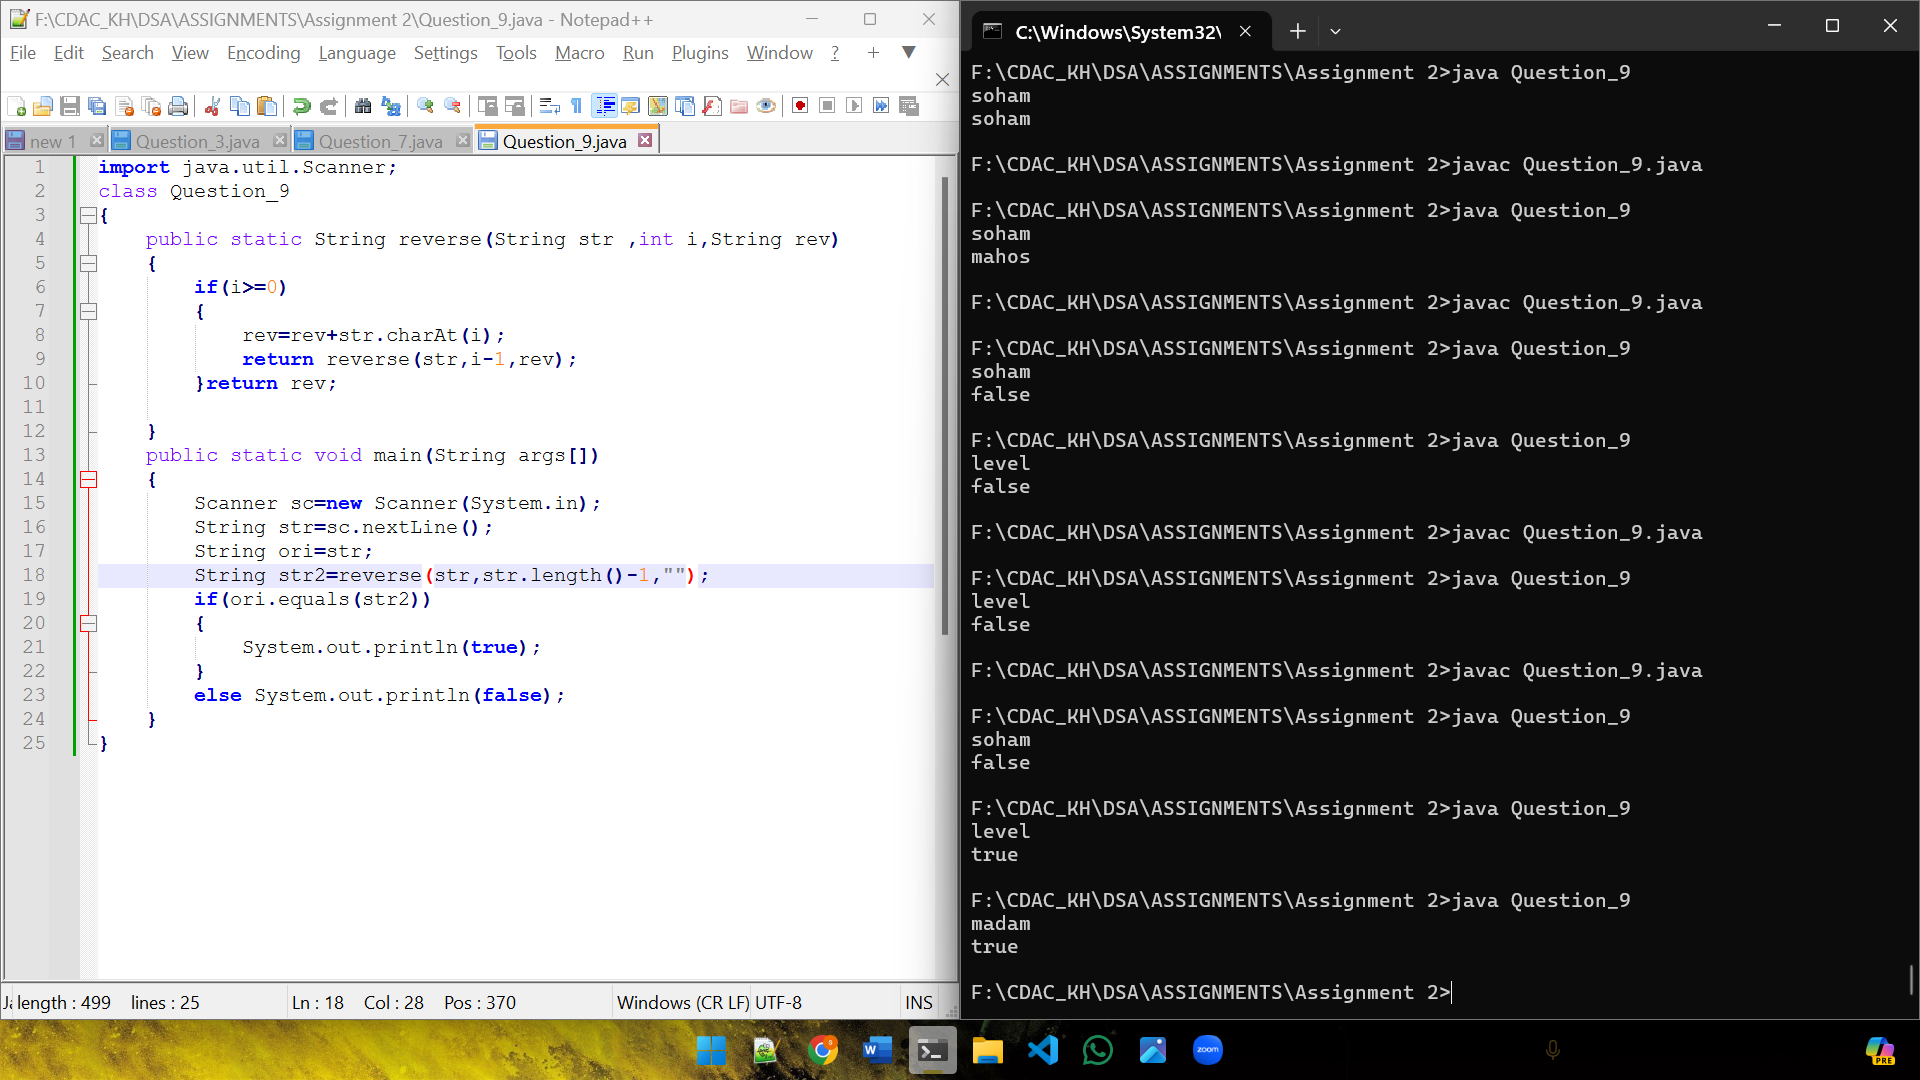 F:\CDAC_KH\DSA\ASSIGNMENTS\Assignment 2\Question_9.java - Notepad++
File Edit Search View Encoding Language Settings Tools Macro Run Plugins Window ?
new 1 Question_3.java Question_7.java Question_9.java
1 import java.util.Scanner;
2 class Question_9
3 {
4 public static String reverse(String str ,int i,String rev)
5 {
6 if(i>=0)
7 {
8 rev=rev+str.charAt(i);
9 return reverse(str,i-1,rev);
10 }return rev;
11
12 }
13 public static void main(String args[])
14 {
15 Scanner sc=new Scanner(System.in);
16 String str=sc.nextLine();
17 String ori=str;
18 String str2=reverse(str,str.length()-1,"");
19 if(ori.equals(str2))
20 {
21 System.out.println(true);
22 }
23 else System.out.println(false);
24 }
25 }
length : 499 lines : 25 Ln : 18 Col : 28 Pos : 370 Windows (CR LF) UTF-8 INS
C:\Windows\System32\
F:\CDAC_KH\DSA\ASSIGNMENTS\Assignment 2>java Question_9
soham
soham
F:\CDAC_KH\DSA\ASSIGNMENTS\Assignment 2>javac Question_9.java
F:\CDAC_KH\DSA\ASSIGNMENTS\Assignment 2>java Question_9
soham
mahos
F:\CDAC_KH\DSA\ASSIGNMENTS\Assignment 2>javac Question_9.java
F:\CDAC_KH\DSA\ASSIGNMENTS\Assignment 2>java Question_9
soham
false
F:\CDAC_KH\DSA\ASSIGNMENTS\Assignment 2>java Question_9
level
false
F:\CDAC_KH\DSA\ASSIGNMENTS\Assignment 2>javac Question_9.java
F:\CDAC_KH\DSA\ASSIGNMENTS\Assignment 2>java Question_9
level
false
F:\CDAC_KH\DSA\ASSIGNMENTS\Assignment 2>javac Question_9.java
F:\CDAC_KH\DSA\ASSIGNMENTS\Assignment 2>java Question_9
soham
false
F:\CDAC_KH\DSA\ASSIGNMENTS\Assignment 2>java Question_9
level
true
F:\CDAC_KH\DSA\ASSIGNMENTS\Assignment 2>java Question_9
madam
true
F:\CDAC_KH\DSA\ASSIGNMENTS\Assignment 2>
zoom
PRE